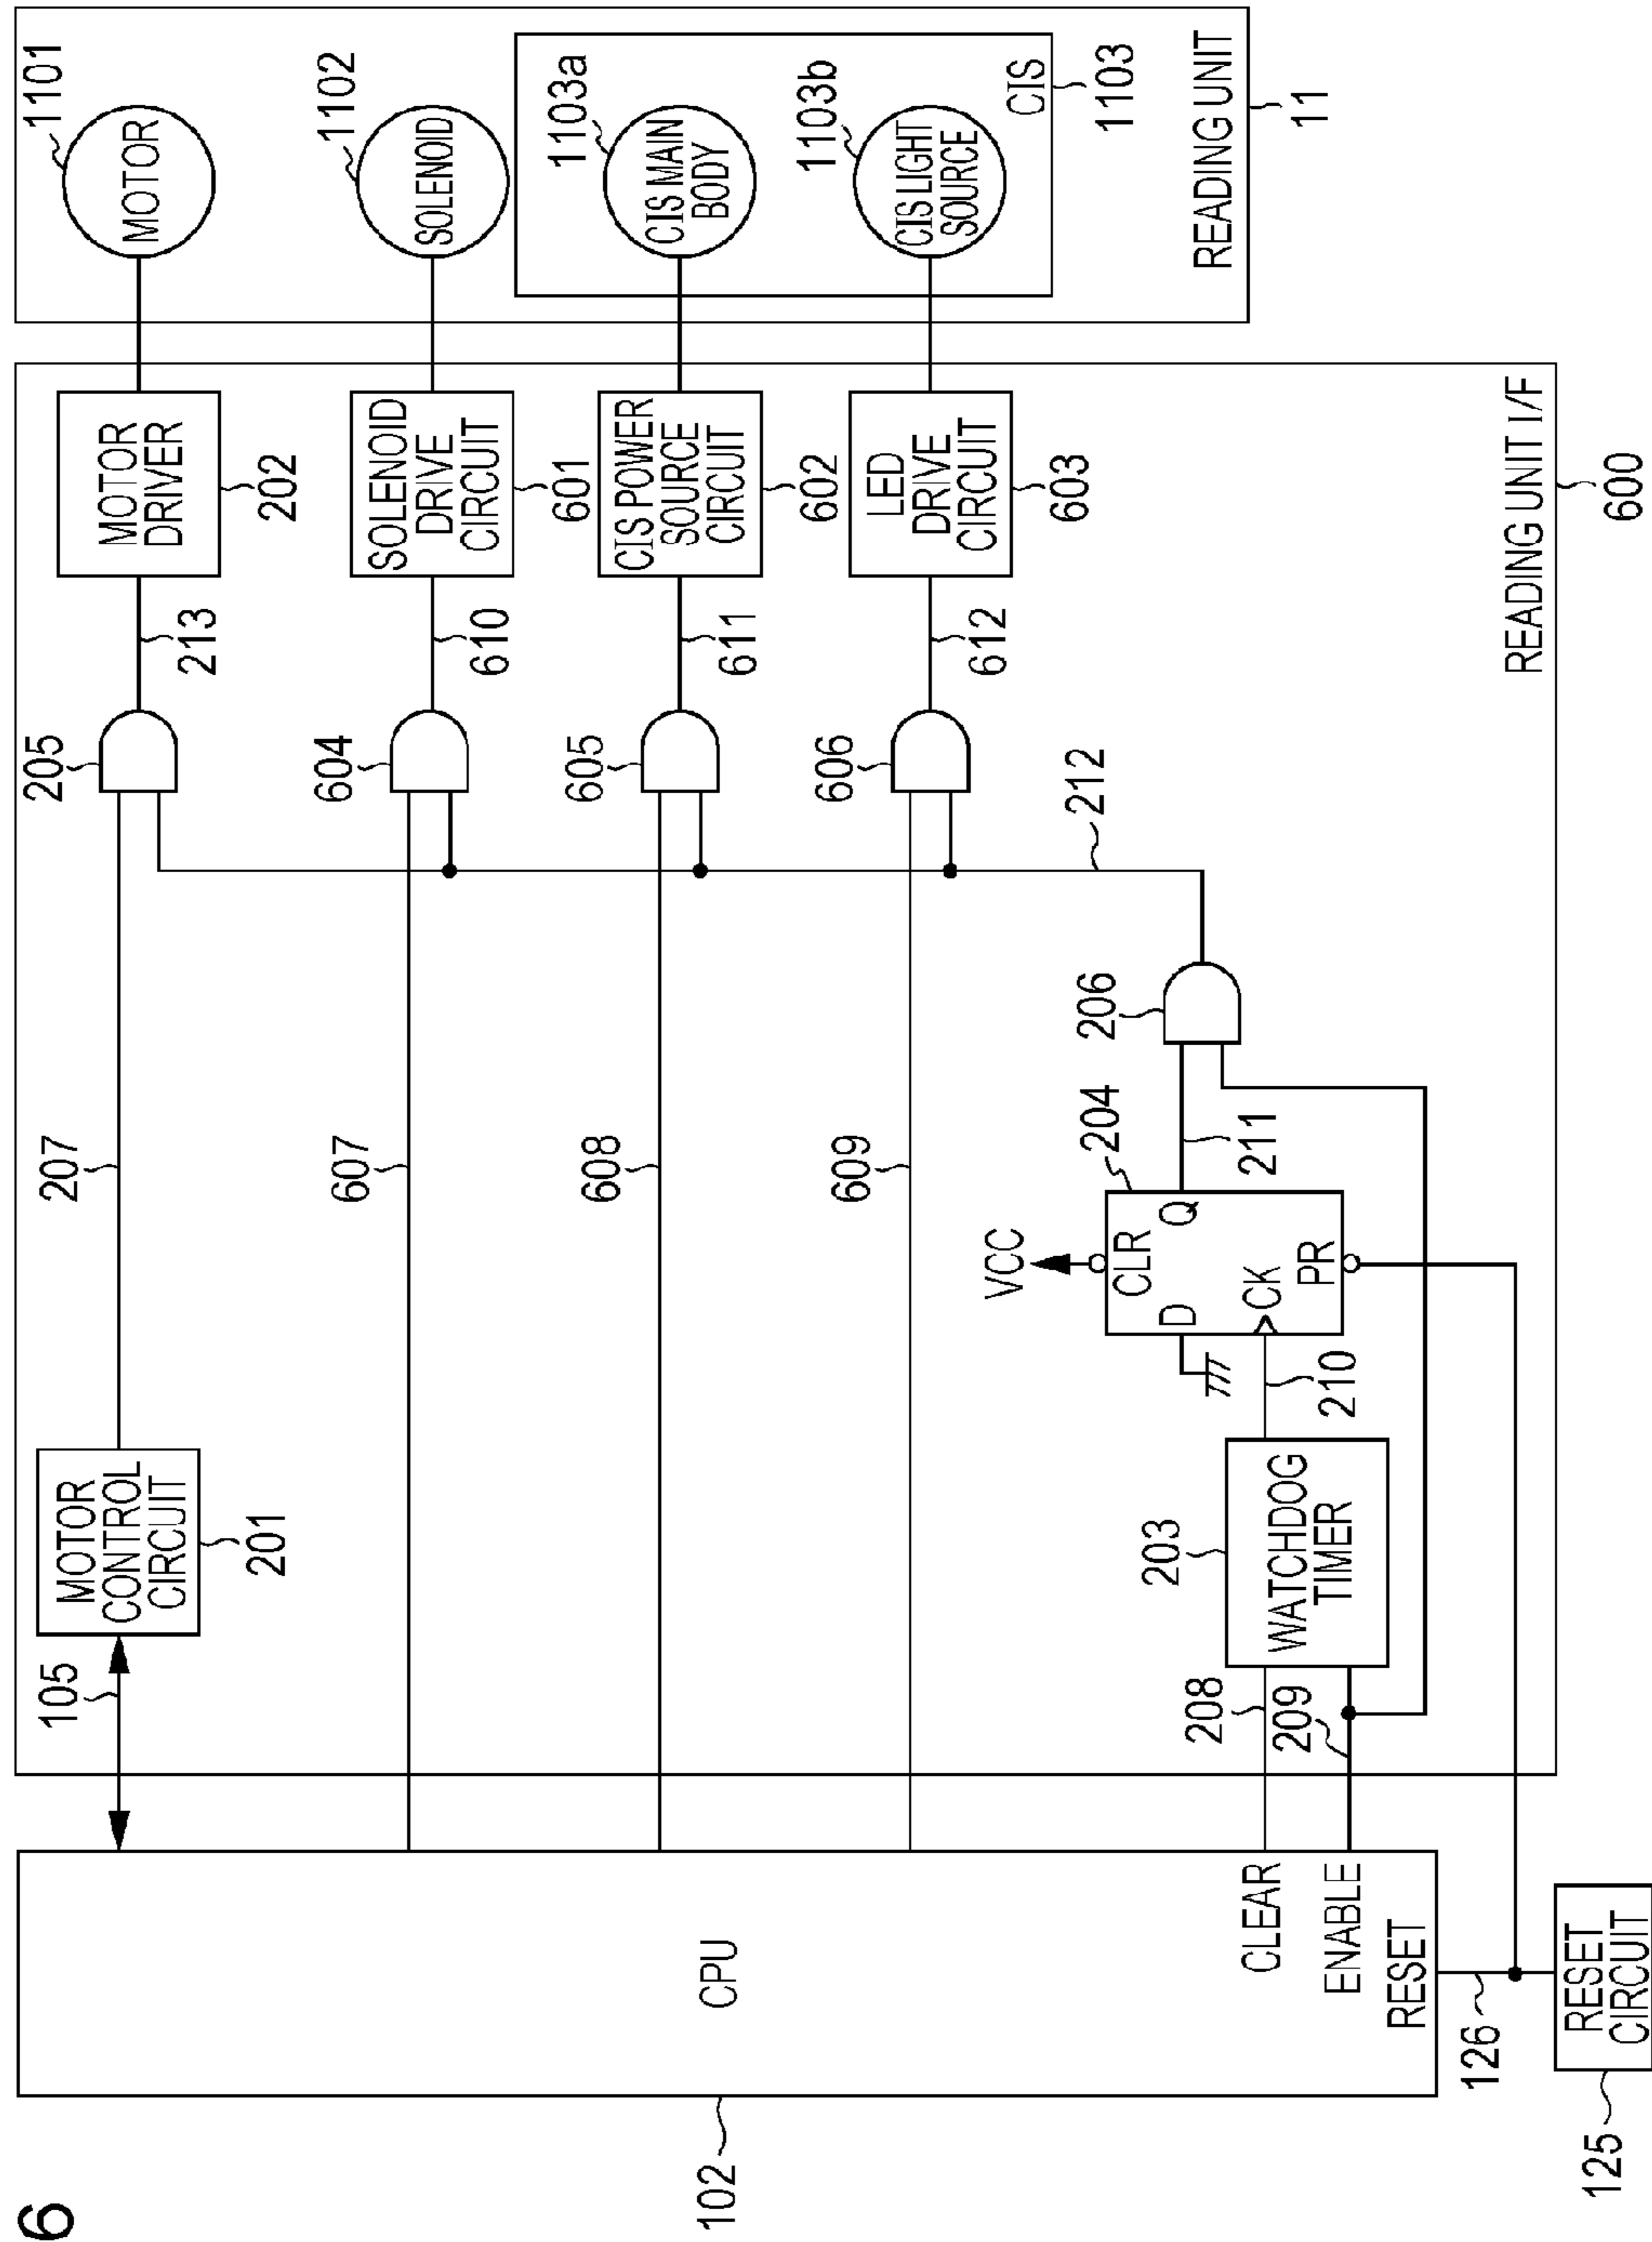 6
102
CPU
CLEAR
ENABLE
RESET
126
125
RESET
CIRCUIT
105
MOTOR
CONTROL
CIRCUIT
201
207
607
608
609
208
209
203
WATCHDOG
TIMER
210
VCC
204
CLR
D
Q
CK
PR
211
206
212
205
604
605
606
213
610
611
612
MOTOR
DRIVER
202
SOLENOID
DRIVE
CIRCUIT
601
CIS POWER
SOURCE
CIRCUIT
602
LED
DRIVE
CIRCUIT
603
READING UNIT I/F
600
1101
MOTOR
1102
SOLENOID
1103a
CIS MAIN
BODY
1103b
CIS LIGHT
SOURCE
CIS
1103
READING UNIT
11